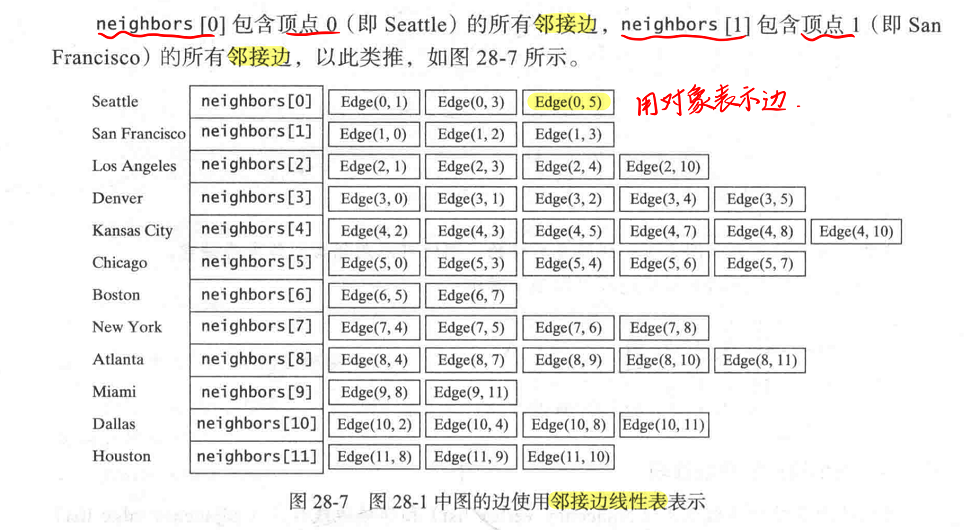 neighbors [0] 包含顶点 0（即 Seattle）的所有邻接边，neighbors [1] 包含顶点 1（即 San
Francisco）的所有邻接边，以此类推，如图 28-7 所示。
Seattle neighbors[0] Edge(0, 1) Edge(0, 3) Edge(0, 5) 用对象表示边.
San Francisco neighbors[1] Edge(1, 0) Edge(1, 2) Edge(1, 3)
Los Angeles neighbors[2] Edge(2, 1) Edge(2, 3) Edge(2, 4) Edge(2, 10)
Denver neighbors[3] Edge(3, 0) Edge(3, 1) Edge(3, 2) Edge(3, 4) Edge(3, 5)
Kansas City neighbors[4] Edge(4, 2) Edge(4, 3) Edge(4, 5) Edge(4, 7) Edge(4, 8) Edge(4, 10)
Chicago neighbors[5] Edge(5, 0) Edge(5, 3) Edge(5, 4) Edge(5, 6) Edge(5, 7)
Boston neighbors[6] Edge(6, 5) Edge(6, 7)
New York neighbors[7] Edge(7, 4) Edge(7, 5) Edge(7, 6) Edge(7, 8)
Atlanta neighbors[8] Edge(8, 4) Edge(8, 7) Edge(8, 9) Edge(8, 10) Edge(8, 11)
Miami neighbors[9] Edge(9, 8) Edge(9, 11)
Dallas neighbors[10] Edge(10, 2) Edge(10, 4) Edge(10, 8) Edge(10, 11)
Houston neighbors[11] Edge(11, 8) Edge(11, 9) Edge(11, 10)
图 28-7 图 28-1 中图的边使用邻接边线性表表示